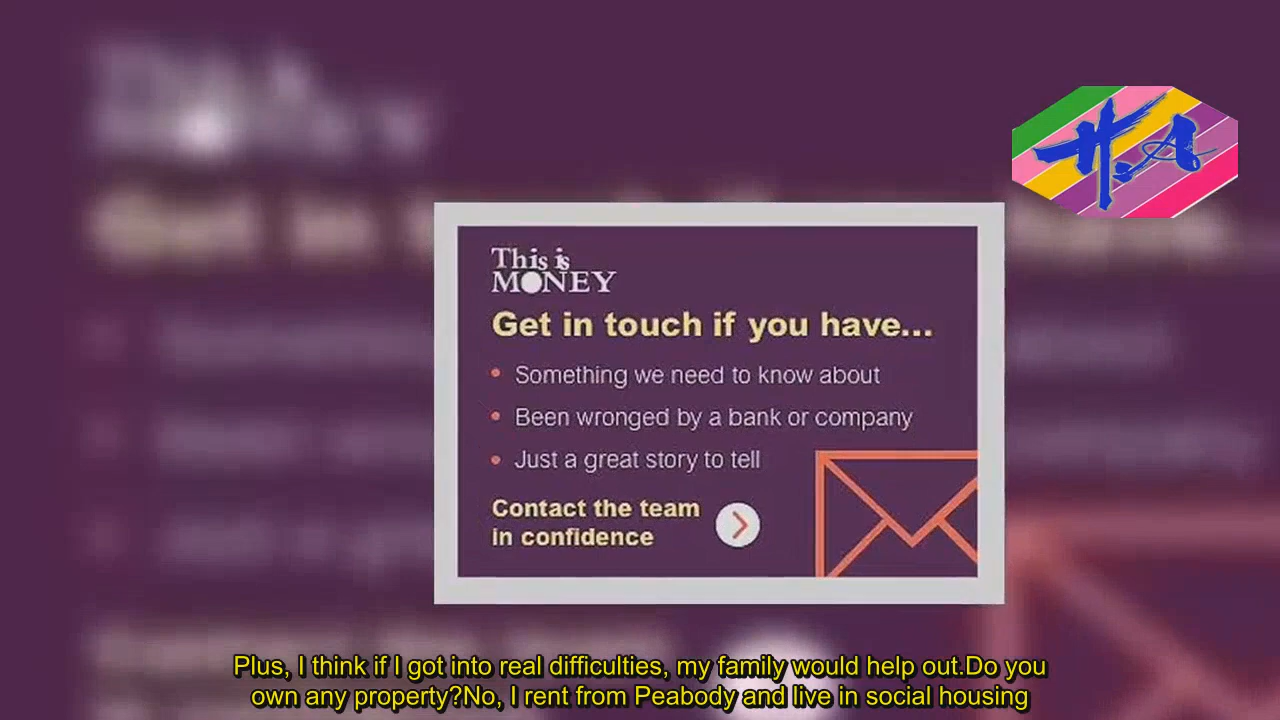 H.A
This is
MONEY
Get in touch if you have...
Something we need to know about
Been wronged by a bank or company
Just a great story to tell
Contact the team
in confidence
Plus, I think if I got into real difficulties, my family would help out.Do you
own any property?No, I rent from Peabody and live in social housing